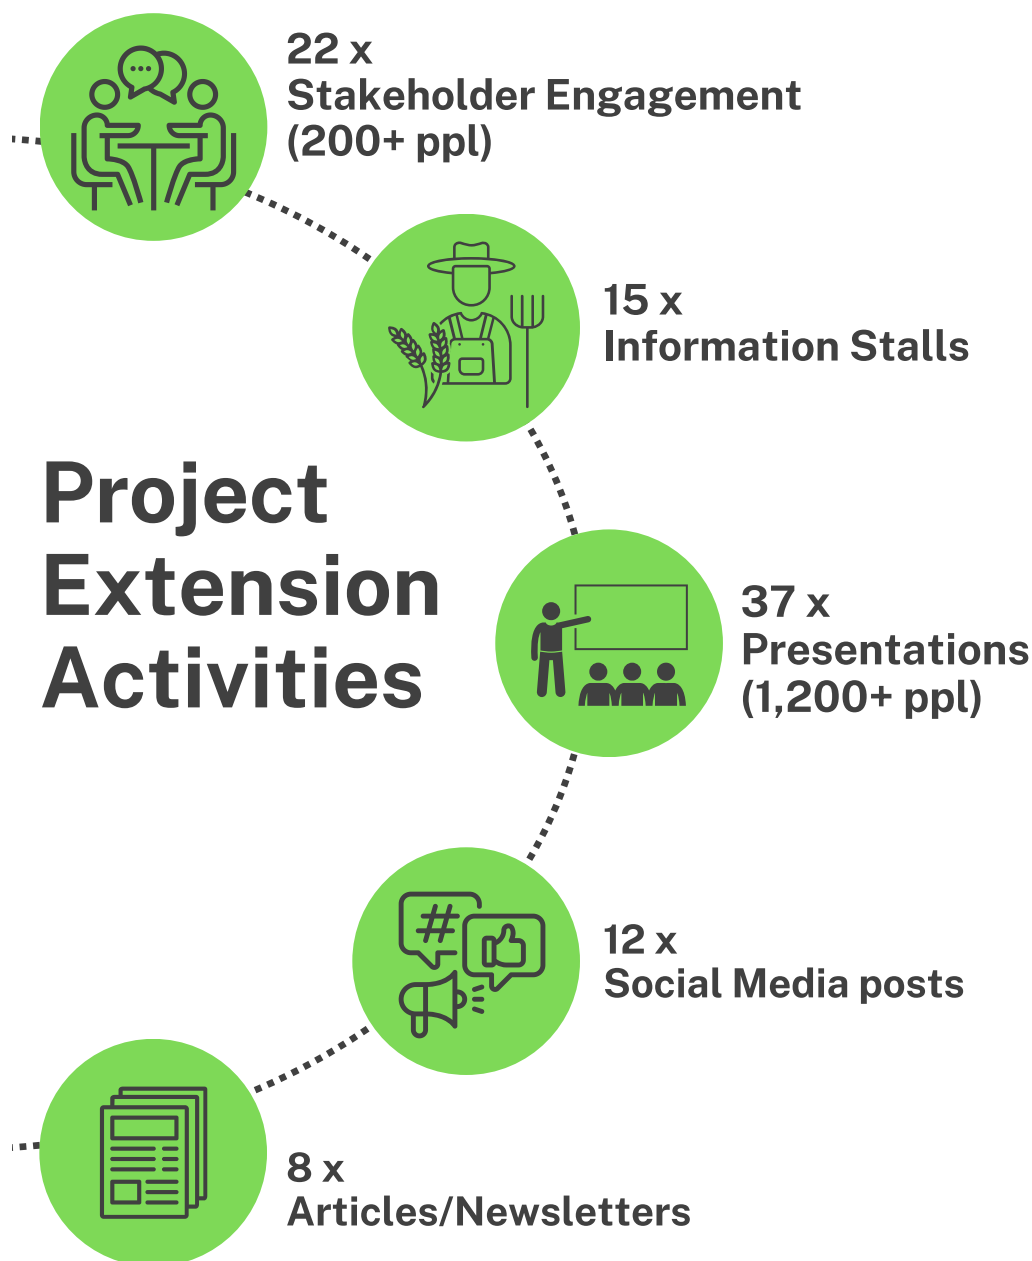 22 x
Stakeholder Engagement
(200+ ppl)
15 x
Information Stalls
Project
Extension
Activities
37 x
Presentations
(1,200+ ppl)
#
12 x
Social Media posts
8 x
Articles/Newsletters